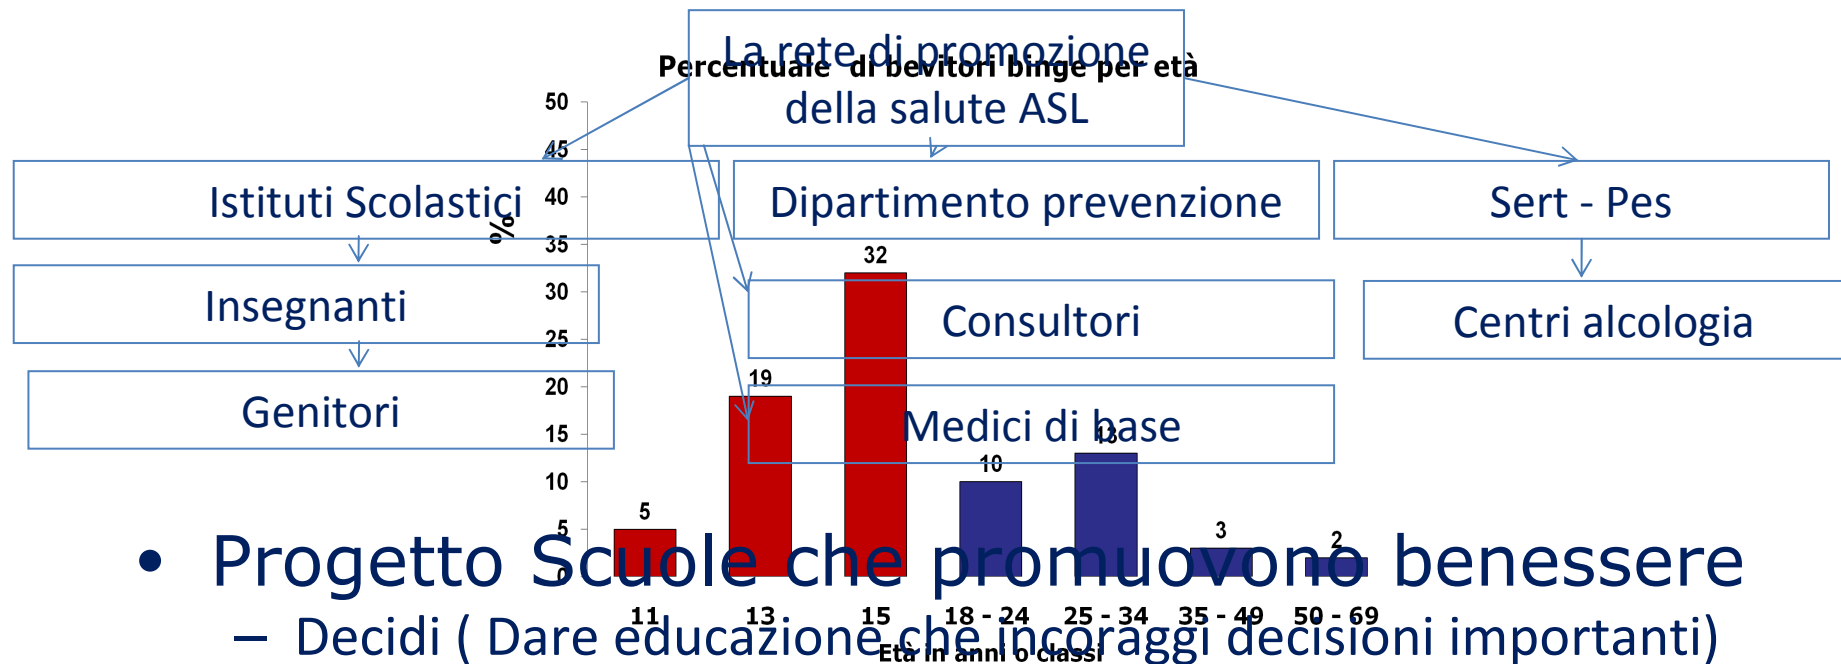 La rete di promozione
della salute ASL
Percentuale di bevitori binge per età
50
45
40
35
30
25
20
15
10
5
0
%
Istituti Scolastici
Dipartimento prevenzione
Sert - Pes
Insegnanti
Consultori
Centri alcologia
Genitori
Medici di base
5
19
32
10
13
3
2
11 13 15 18 - 24 25 - 34 35 - 49 50 - 69
Età in anni o classi
• Progetto Scuole che promuovono benessere
– Decidi ( Dare educazione che incoraggi decisioni importanti)